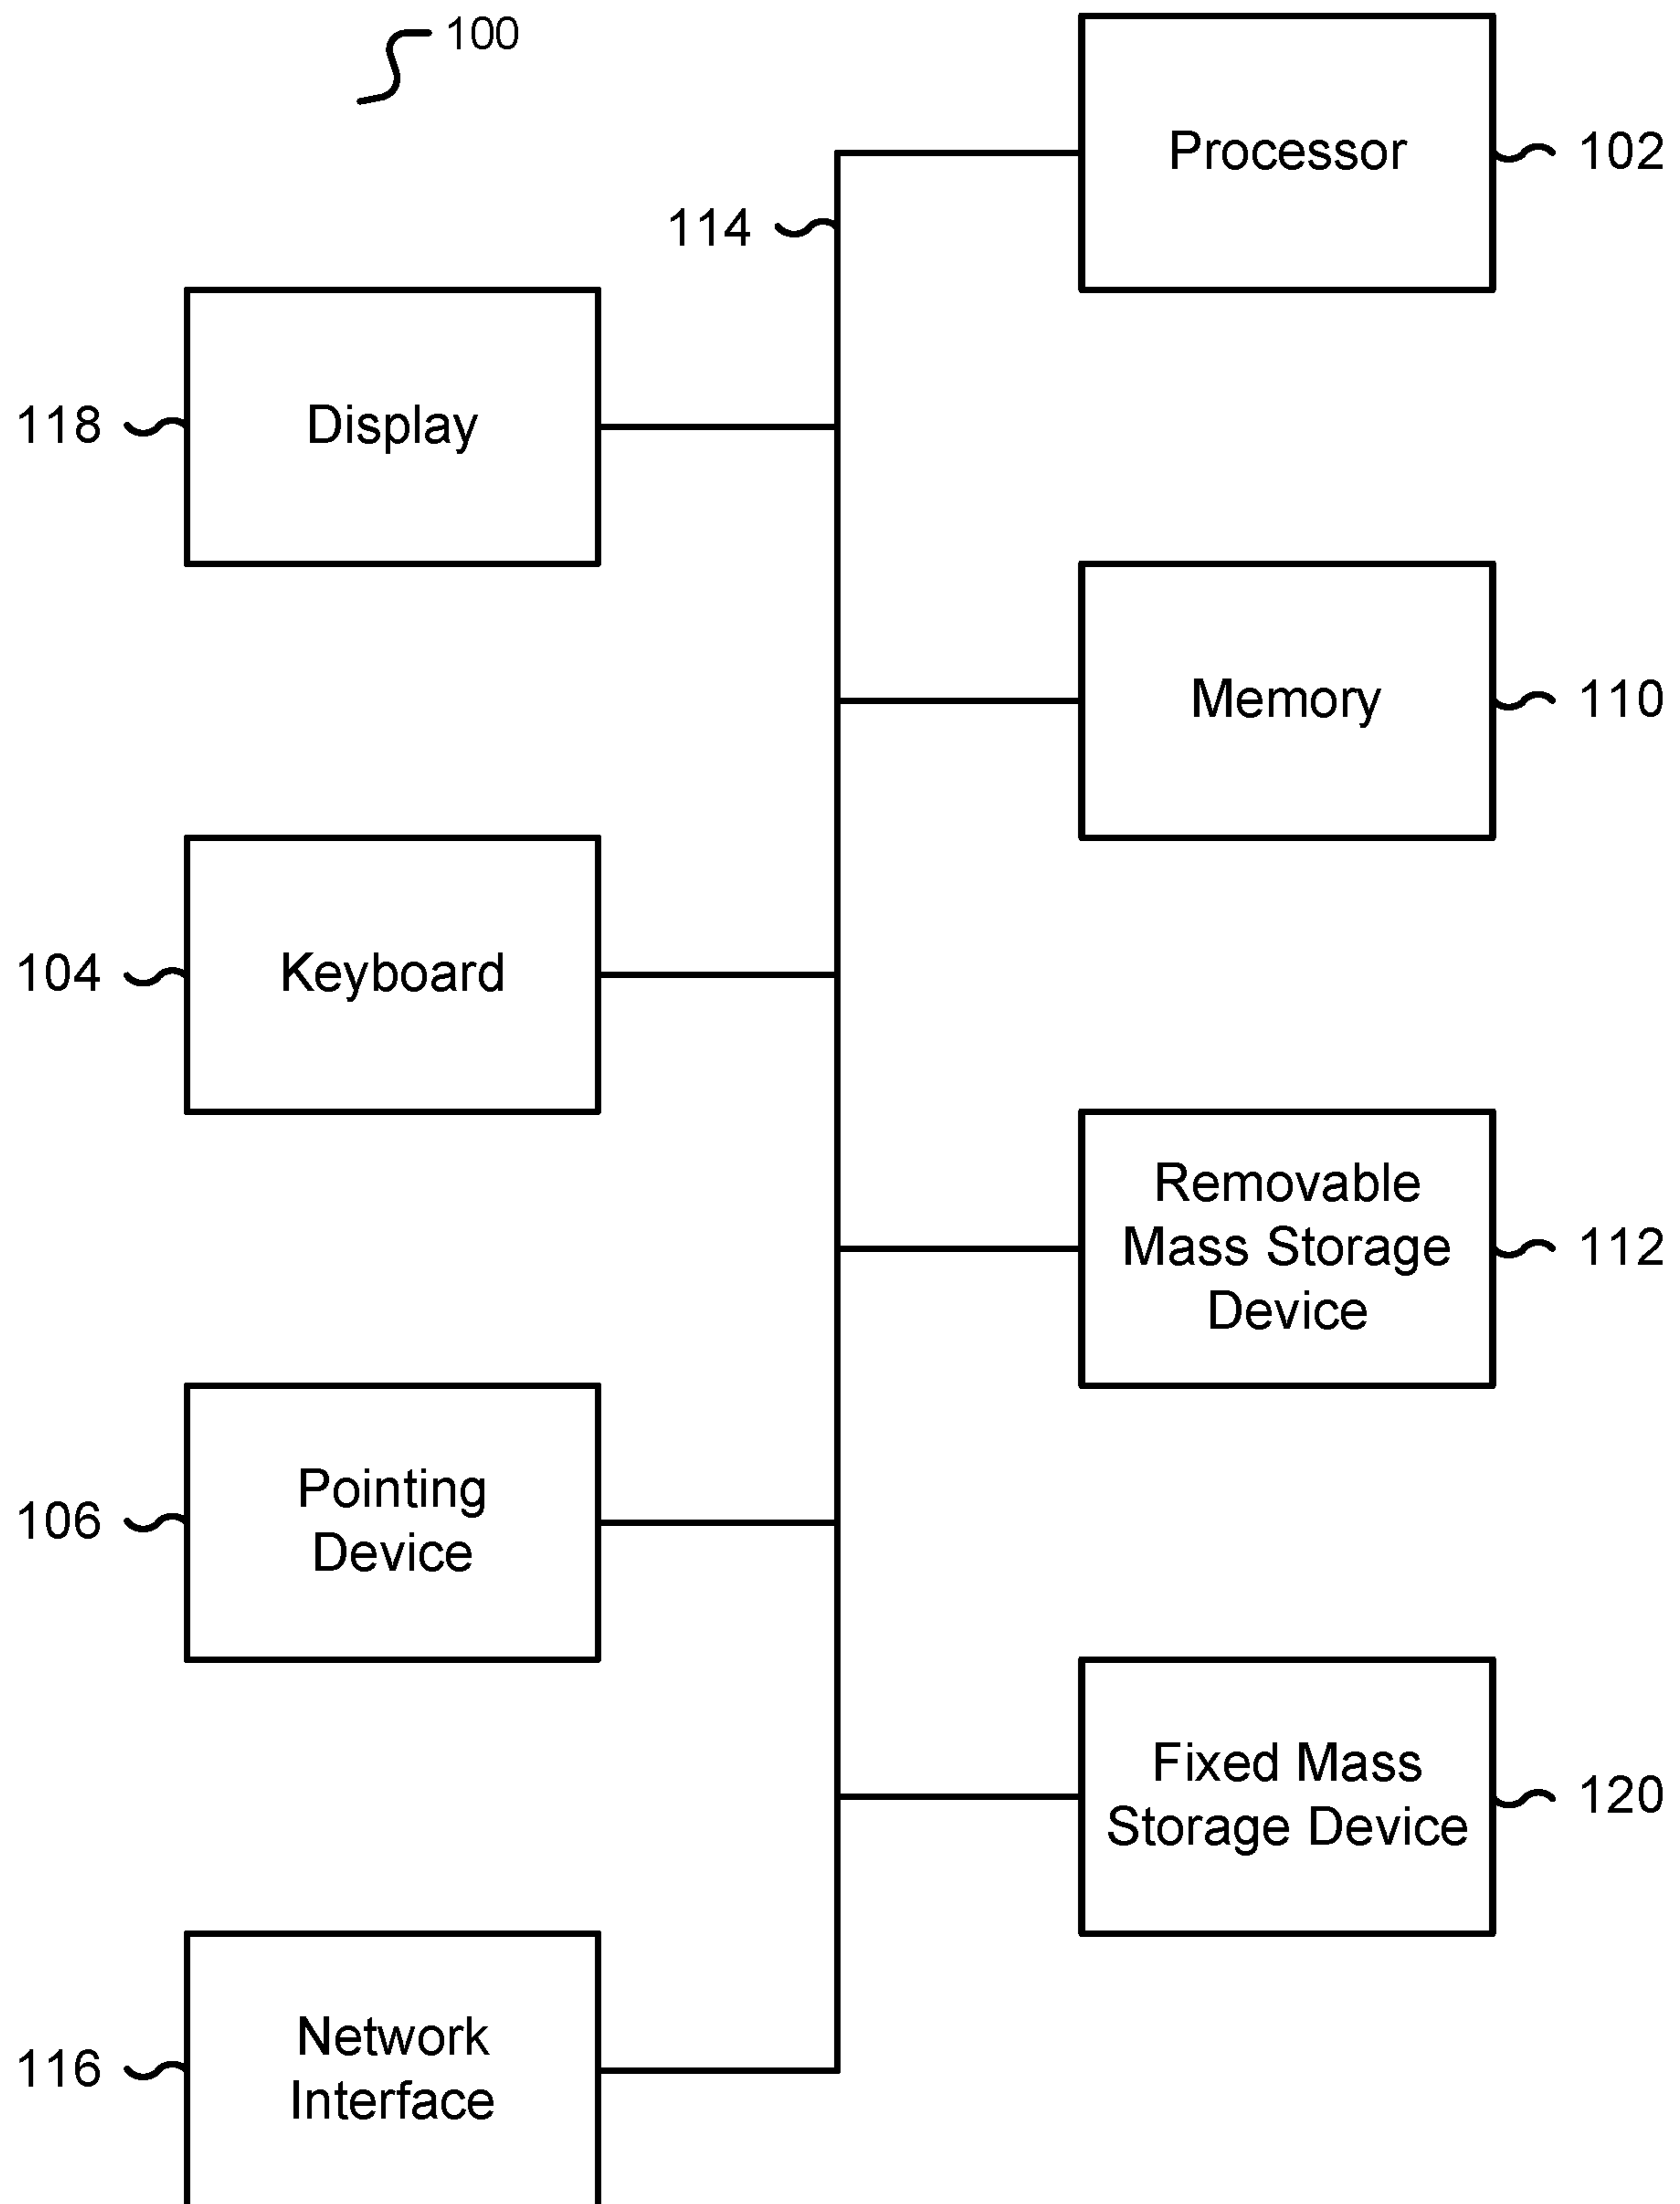 100
Processor
102
114
118
Display
Memory
110
104
Keyboard
Removable
Mass Storage
Device
112
106
Pointing
Device
Fixed Mass
Storage Device
120
116
Network
Interface